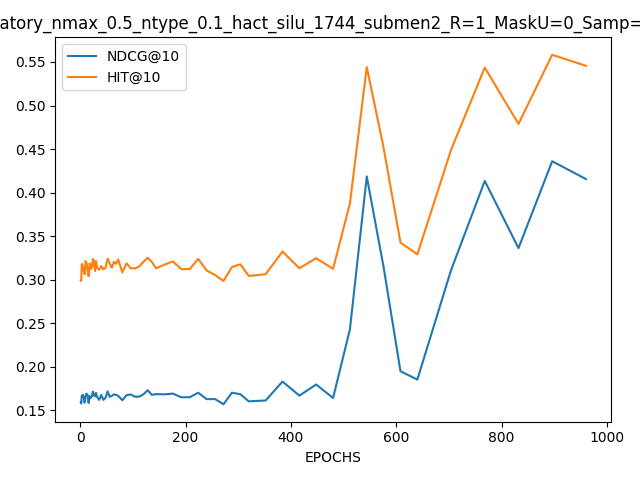 atory_nmax_0.5_ntype_0.1_hact_silu_1744_submen2_R=1_MaskU=0_Samp=
NDCG@10
HIT@10
0.55
0.50
0.45
0.40
0.35
0.30
0.25
0.20
0.15
0 200 400 600 800 1000
EPOCHS